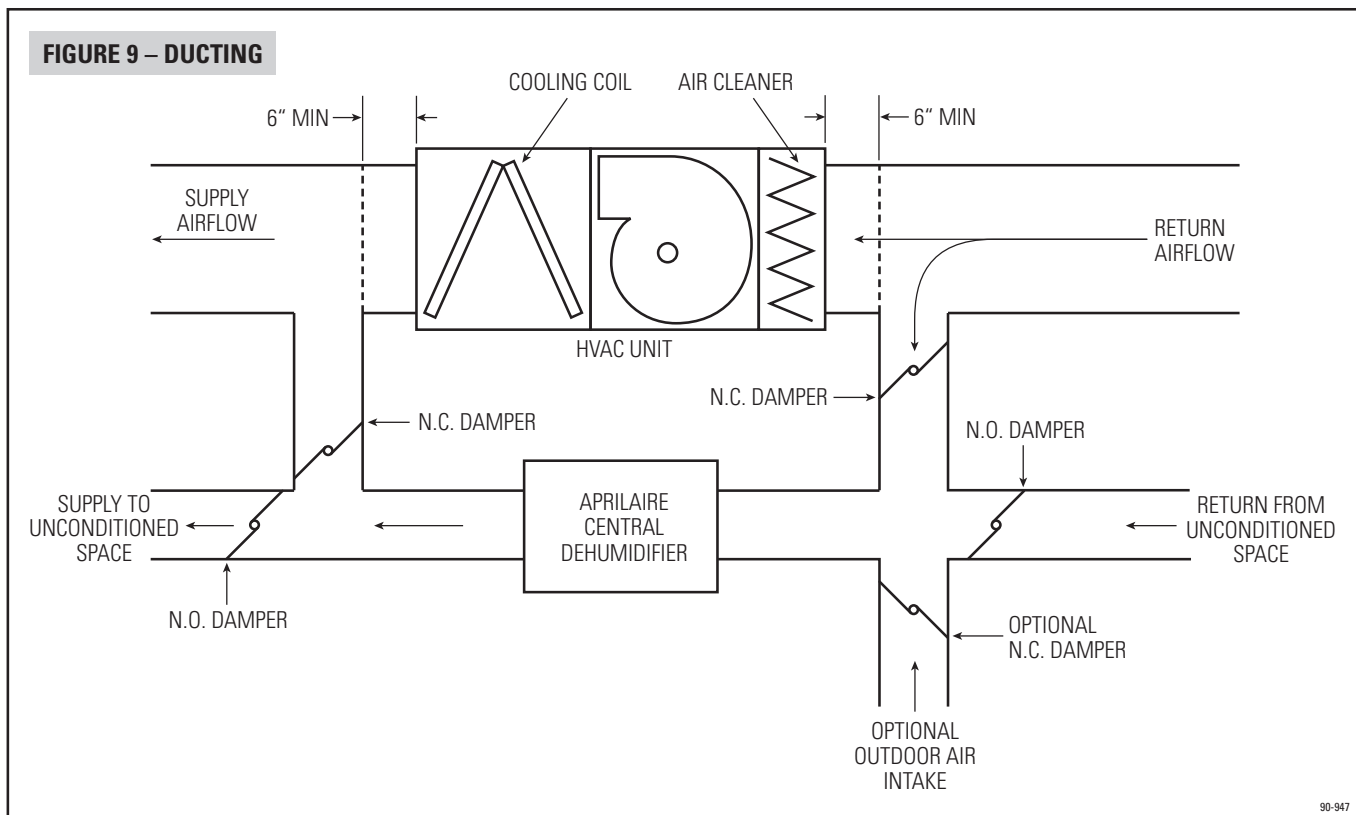 FIGURE 9 – DUCTING
COOLING COIL
AIR CLEANER
6“ MIN
6“ MIN
SUPPLY
AIRFLOW
RETURN
AIRFLOW
HVAC UNIT
N.C. DAMPER
N.C. DAMPER
N.O. DAMPER
SUPPLY TO
UNCONDITIONED
SPACE
APRILAIRE
CENTRAL
DEHUMIDIFIER
RETURN FROM
UNCONDITIONED
SPACE
N.O. DAMPER
OPTIONAL
N.C. DAMPER
OPTIONAL
OUTDOOR AIR
INTAKE
90-947